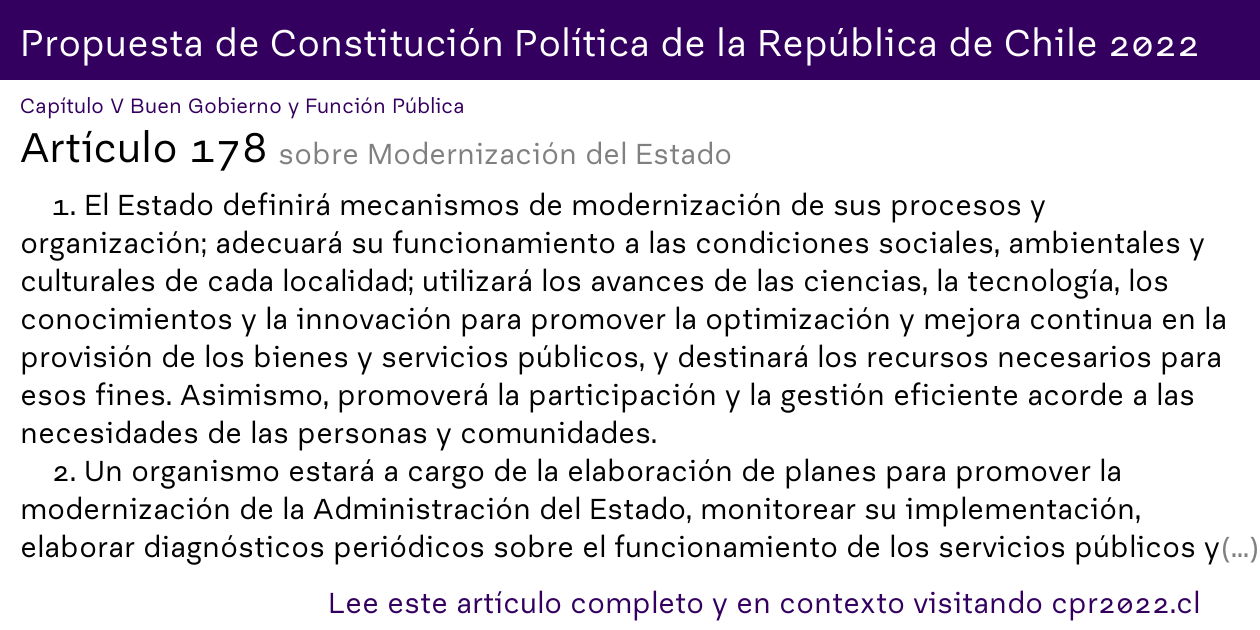 Propuesta de Constitución Política de la República de Chile 2022
Capítulo V Buen Gobierno y Función Pública
Artículo 178 sobre Modernización del Estado
1. El Estado definirá mecanismos de modernización de sus procesos y
organización; adecuará su funcionamiento a las condiciones sociales, ambientales y
culturales de cada localidad; utilizará los avances de las ciencias, la tecnología, los
conocimientos y la innovación para promover la optimización y mejora continua en la
provisión de los bienes y servicios públicos, y destinará los recursos necesarios para
esos fines. Asimismo, promoverá la participación y la gestión eficiente acorde a las
necesidades de las personas y comunidades.
2. Un organismo estará a cargo de la elaboración de planes para promover la
modernización de la Administración del Estado, monitorear su implementación,
elaborar diagnósticos periódicos sobre el funcionamiento de los servicios públicos y(...)
Lee este artículo completo y en contexto visitando cpr2022.cl